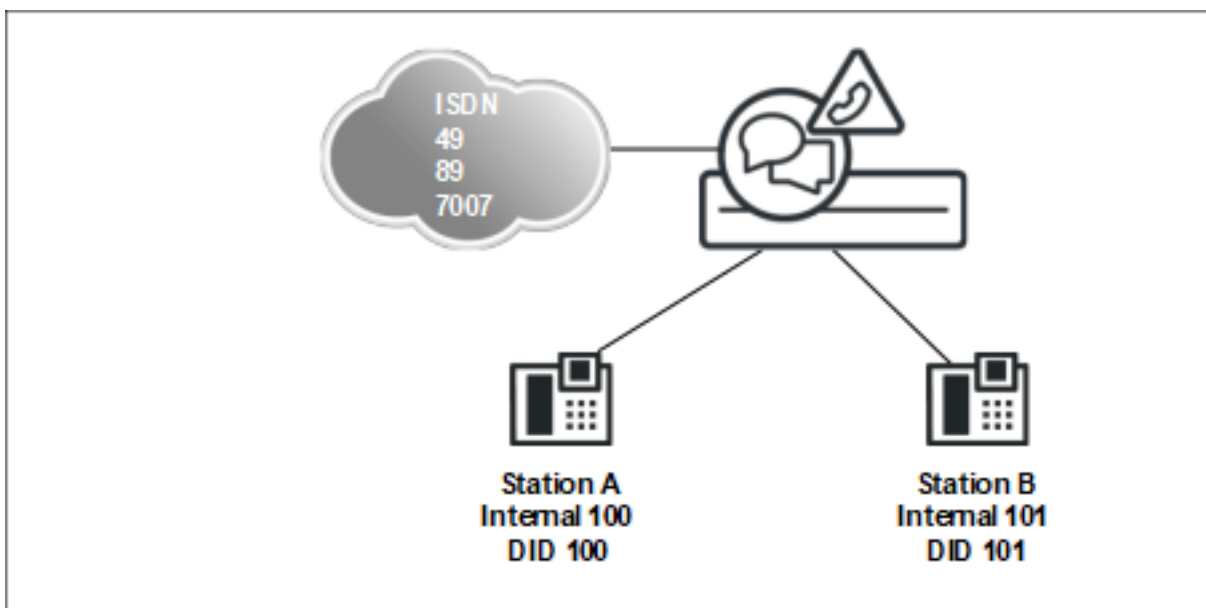 ISDN
49
89
7007
Station A
Internal 100
DID 100
Station B
Internal 101
DID 101